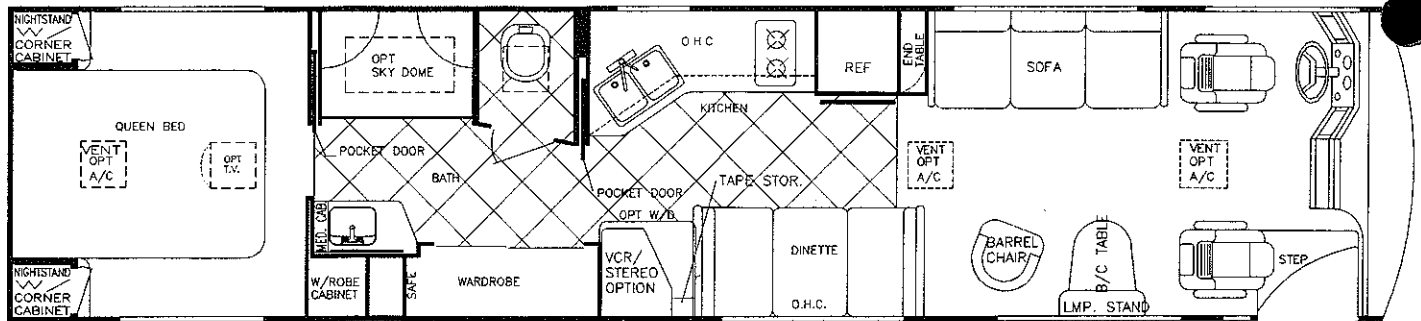 NIGHTSTAND
W/
CORNER
CABINET
QUEEN BED
VENT
OPT
A/C
OPT
T.V.
NIGHTSTAND
W/
CORNER
CABINET
OPT
SKY DOME
POCKET DOOR
BATH
MED. CAB
W/ROBE
CABINET
SAFE
WARDROBE
O.H.C
REF
END
TABLE
KITCHEN
POCKET DOOR
TAPE STOR.
OPT W/D
VCR/
STEREO
OPTION
DINETTE
O.H.C.
SOFA
VENT
OPT
A/C
VENT
OPT
A/C
BARREL
CHAIR
B/C TABLE
LMP. STAND
STEP